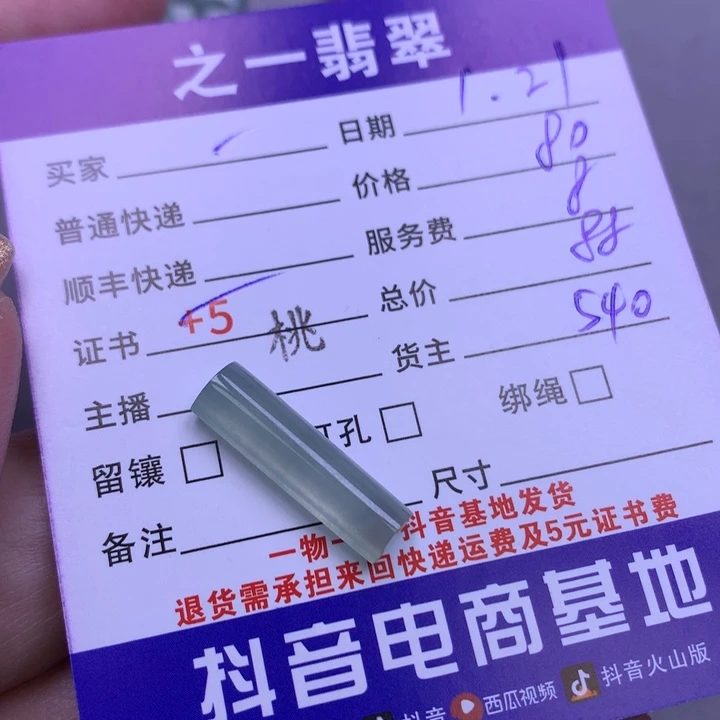 之一翡翠
买家 日期 1.21
普通快递 价格 80
顺丰快递 服务费 8
证书 +5 总价 88
主播 桃 货主 540
留镶 打孔 绑绳
备注 尺寸
一物一 抖音基地发货
退货需承担来回快递运费及5元证书费
抖音电商基地
抖音 西瓜视频 抖音火山版